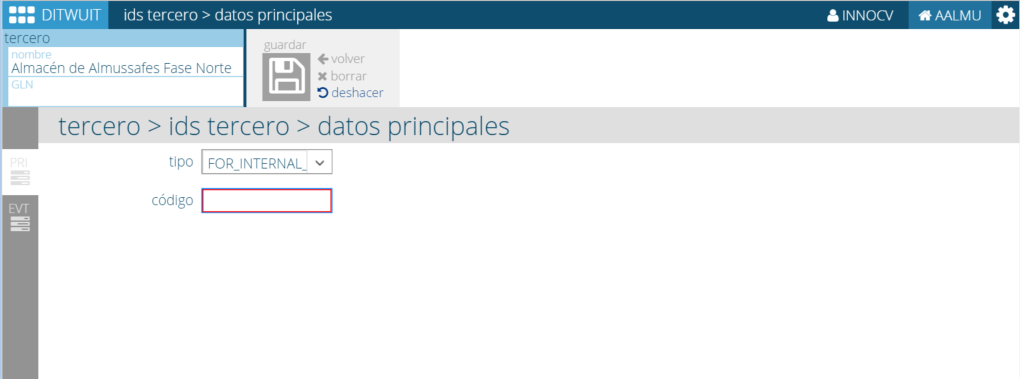 DITWUIT
ids tercero > datos principales
INNOCV
AALMU
tercero
nombre
Almacén de Almussafes Fase Norte
GLN
guardar
volver
borrar
deshacer
tercero > ids tercero > datos principales
PRI
tipo
FOR_INTERNAL_
código
EVT